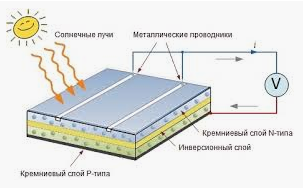 Солнечные лучи
Металлические проводники
i
V
Кремниевый слой N-типа
Инверсионный слой
Кремниевый слой P-типа